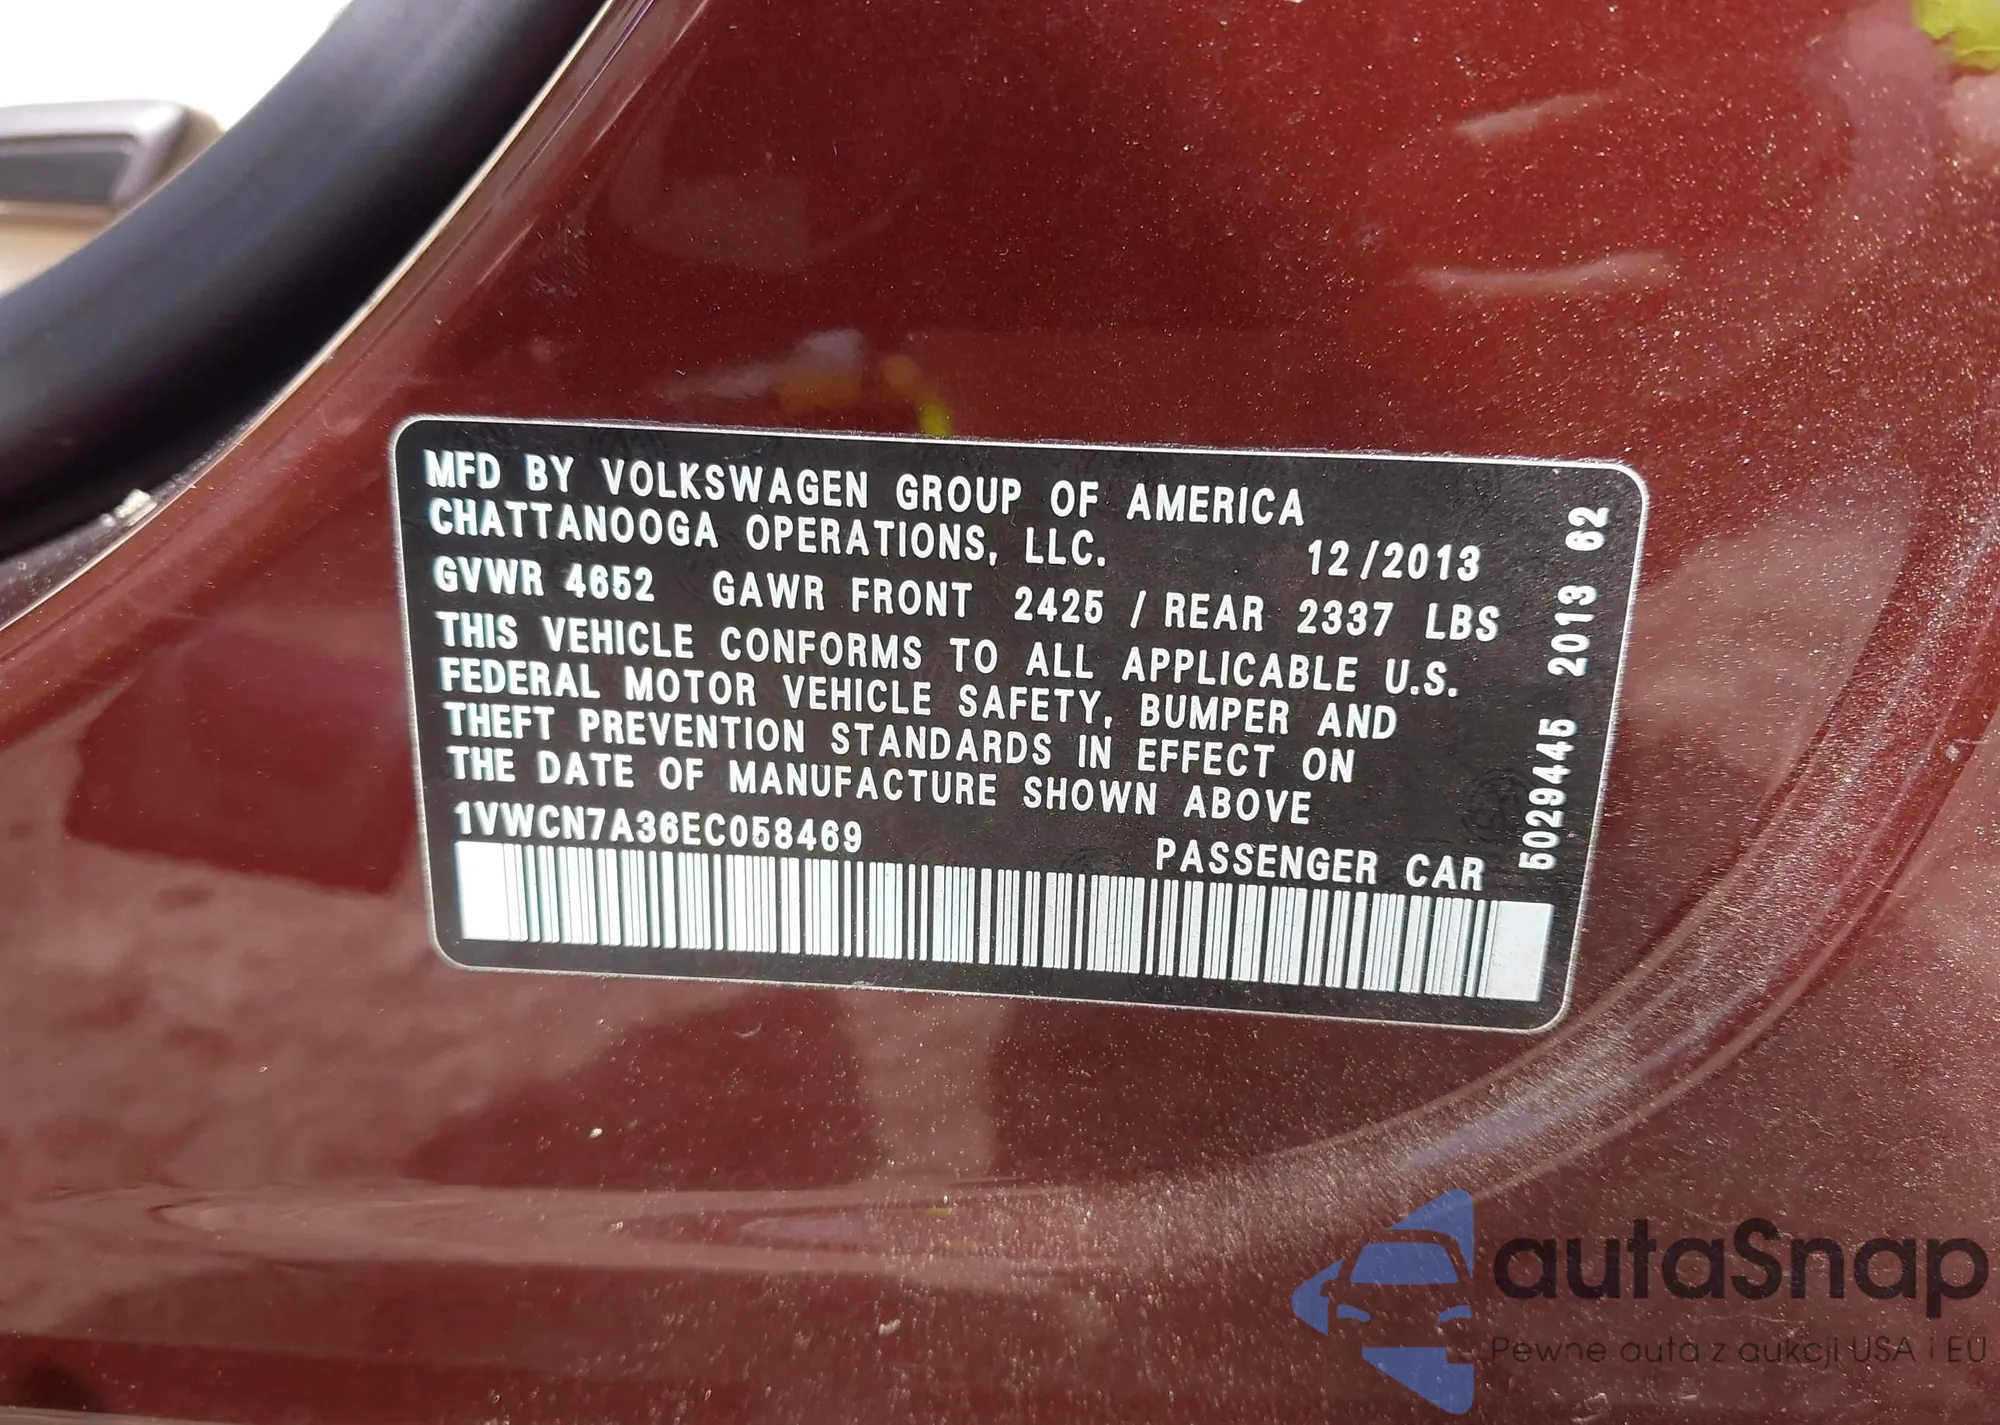 MFD BY VOLKSWAGEN GROUP OF AMERICA
CHATTANOOGA OPERATIONS, LLC.
12/2013
GVWR 4652 GAWR FRONT 2425 / REAR 2337 LBS
THIS VEHICLE CONFORMS TO ALL APPLICABLE U.S.
FEDERAL MOTOR VEHICLE SAFETY, BUMPER AND
THEFT PREVENTION STANDARDS IN EFFECT ON
THE DATE OF MANUFACTURE SHOWN ABOVE
1VWCN7A36EC058469
PASSENGER CAR
5029445 2013 62
autaSnap
Pewne auta z aukcji USA i EU